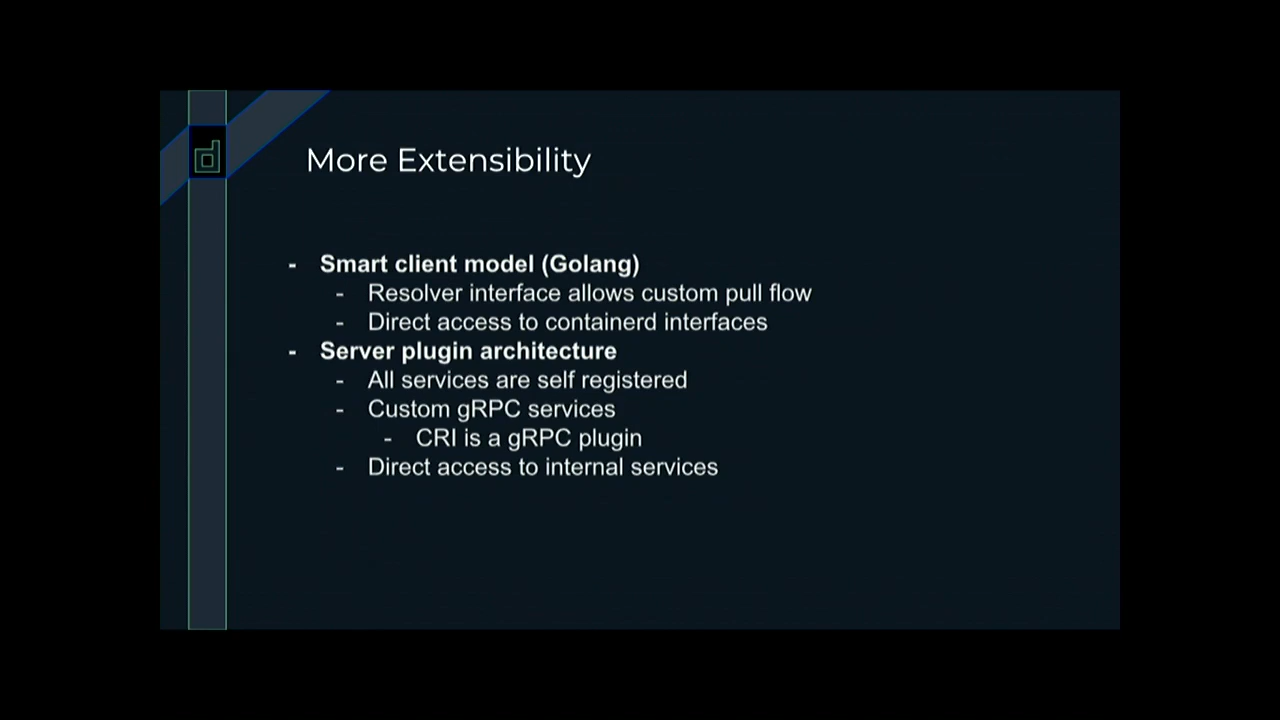 d
More Extensibility
- Smart client model (Golang)
- Resolver interface allows custom pull flow
- Direct access to containerd interfaces
- Server plugin architecture
- All services are self registered
- Custom gRPC services
- CRI is a gRPC plugin
- Direct access to internal services